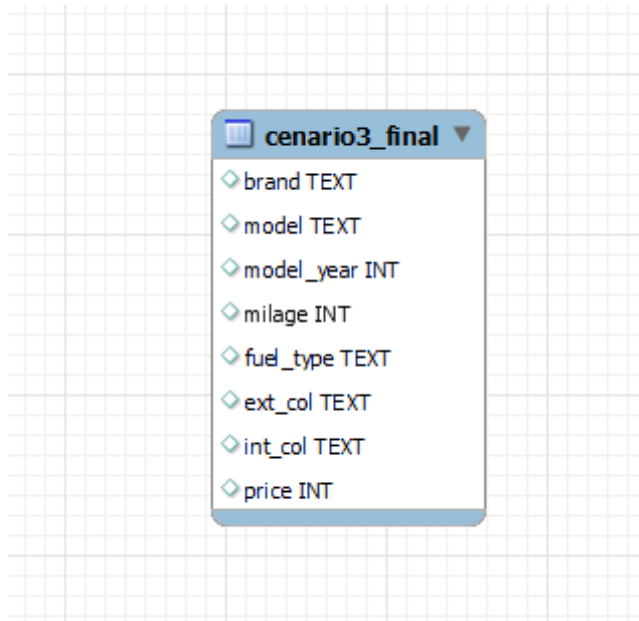 cenario3_final
brand TEXT
model TEXT
model_year INT
milage INT
fuel_type TEXT
ext_col TEXT
int_col TEXT
price INT